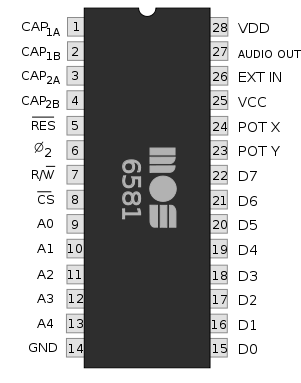 CAP1A 1 28 VDD
CAP1B 2 27 AUDIO OUT
CAP2A 3 26 EXT IN
CAP2B 4 25 VCC
R̅E̅S̅ 5 24 POT X
Ø2 6 23 POT Y
R/W̅ 7 22 D7
C̅S̅ 8 21 D6
A0 9 20 D5
A1 10 19 D4
A2 11 18 D3
A3 12 17 D2
A4 13 16 D1
GND 14 15 D0
mos
6581